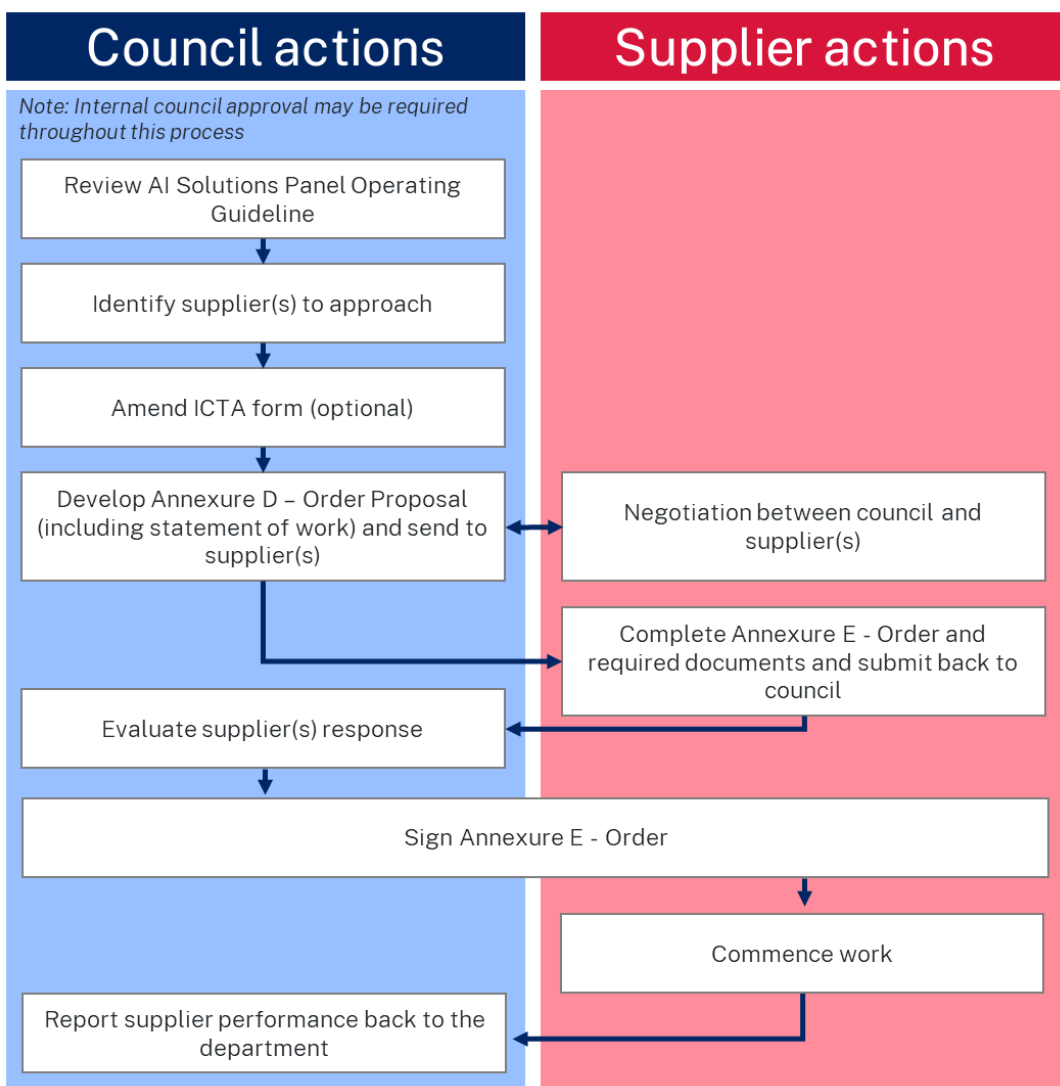 Council actions
Supplier actions
Note: Internal council approval may be required
throughout this process
Review AI Solutions Panel Operating
Guideline
Identify supplier(s) to approach
Amend ICTA form (optional)
Develop Annexure D – Order Proposal
(including statement of work) and send to
supplier(s)
Negotiation between council and
supplier(s)
Complete Annexure E - Order and
required documents and submit back to
council
Evaluate supplier(s) response
Sign Annexure E - Order
Commence work
Report supplier performance back to the
department